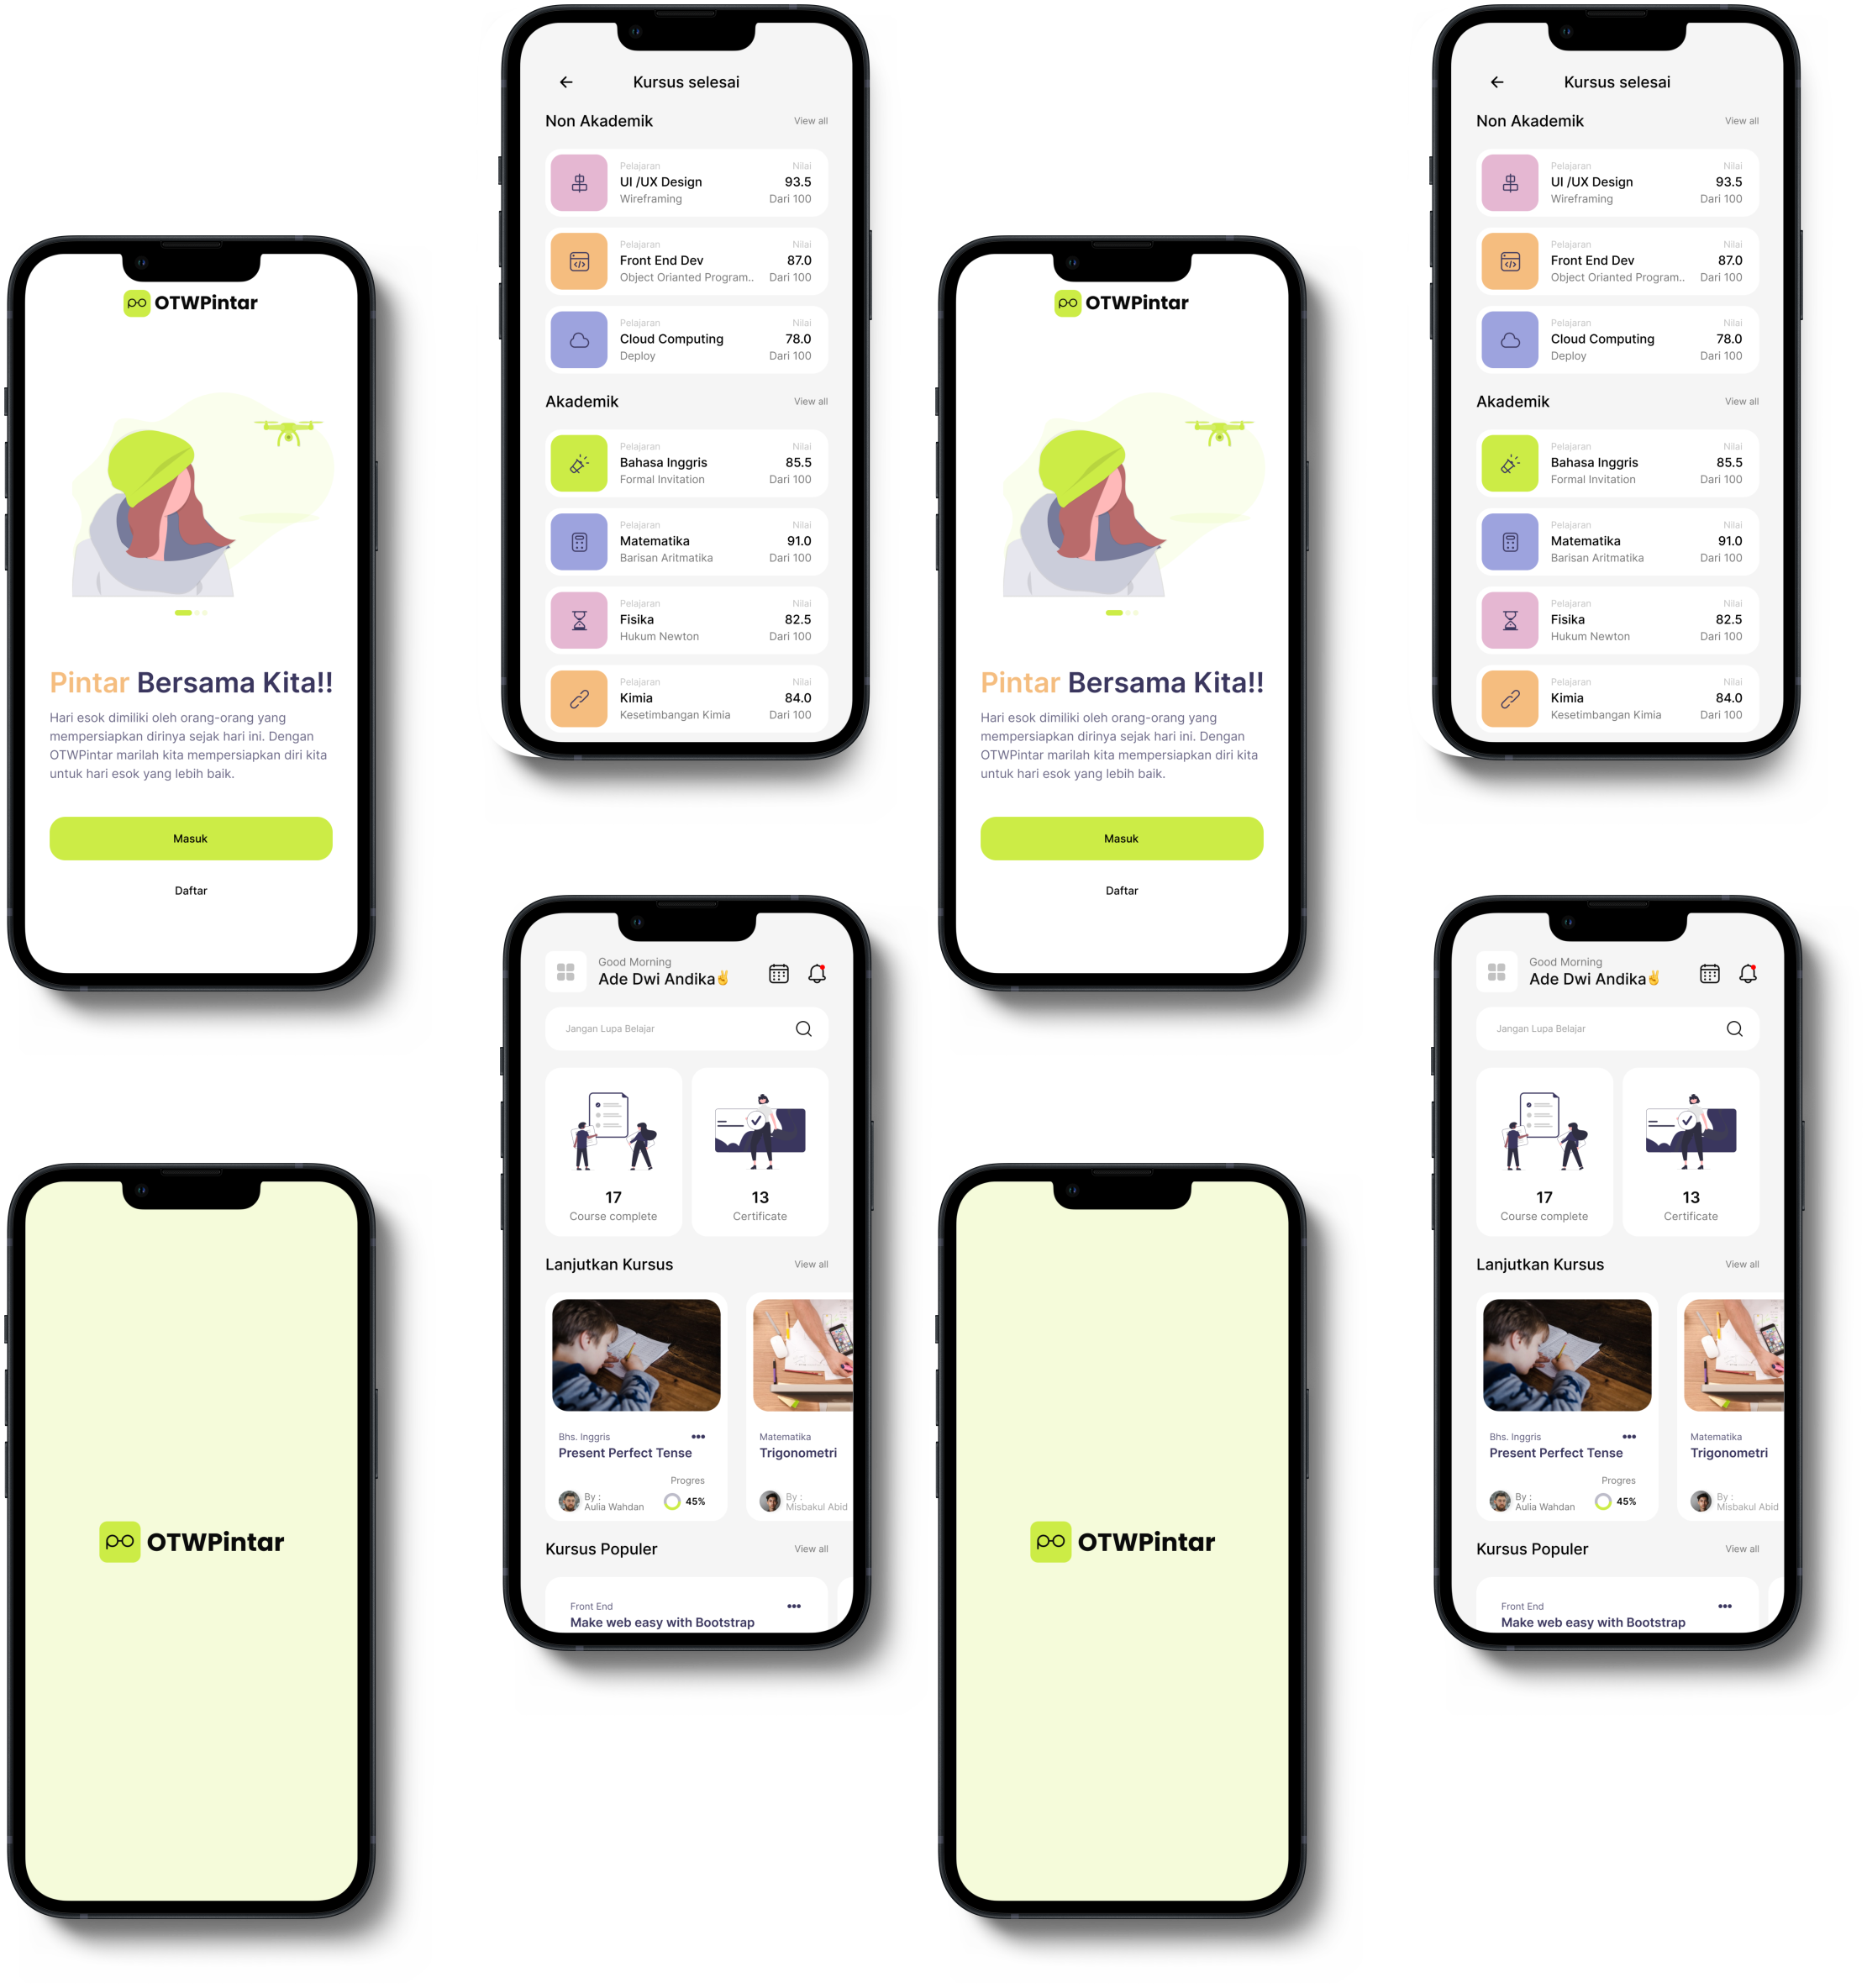 OTWPintar
Pintar Bersama Kita!!
Hari esok dimiliki oleh orang-orang yang
mempersiapkan dirinya sejak hari ini. Dengan
OTWPintar marilah kita mempersiapkan diri kita
untuk hari esok yang lebih baik.
Masuk
Daftar
OTWPintar
Kursus selesai
Non Akademik View all
Pelajaran Nilai
UI /UX Design 93.5
Wireframing Dari 100
Pelajaran Nilai
Front End Dev 87.0
Object Orianted Program.. Dari 100
Pelajaran Nilai
Cloud Computing 78.0
Deploy Dari 100
Akademik View all
Pelajaran Nilai
Bahasa Inggris 85.5
Formal Invitation Dari 100
Pelajaran Nilai
Matematika 91.0
Barisan Aritmatika Dari 100
Pelajaran Nilai
Fisika 82.5
Hukum Newton Dari 100
Pelajaran Nilai
Kimia 84.0
Kesetimbangan Kimia Dari 100
Good Morning
Ade Dwi Andika✌
Jangan Lupa Belajar
17 13
Course complete Certificate
Lanjutkan Kursus View all
Bhs. Inggris Matematika
Present Perfect Tense Trigonometri
Progres
By : By :
Aulia Wahdan 45% Misbakul Abid
Kursus Populer View all
Front End
Make web easy with Bootstrap
OTWPintar
Pintar Bersama Kita!!
Hari esok dimiliki oleh orang-orang yang
mempersiapkan dirinya sejak hari ini. Dengan
OTWPintar marilah kita mempersiapkan diri kita
untuk hari esok yang lebih baik.
Masuk
Daftar
OTWPintar
Kursus selesai
Non Akademik View all
Pelajaran Nilai
UI /UX Design 93.5
Wireframing Dari 100
Pelajaran Nilai
Front End Dev 87.0
Object Orianted Program.. Dari 100
Pelajaran Nilai
Cloud Computing 78.0
Deploy Dari 100
Akademik View all
Pelajaran Nilai
Bahasa Inggris 85.5
Formal Invitation Dari 100
Pelajaran Nilai
Matematika 91.0
Barisan Aritmatika Dari 100
Pelajaran Nilai
Fisika 82.5
Hukum Newton Dari 100
Pelajaran Nilai
Kimia 84.0
Kesetimbangan Kimia Dari 100
Good Morning
Ade Dwi Andika✌
Jangan Lupa Belajar
17 13
Course complete Certificate
Lanjutkan Kursus View all
Bhs. Inggris Matematika
Present Perfect Tense Trigonometri
Progres
By : By :
Aulia Wahdan 45% Misbakul Abid
Kursus Populer View all
Front End
Make web easy with Bootstrap